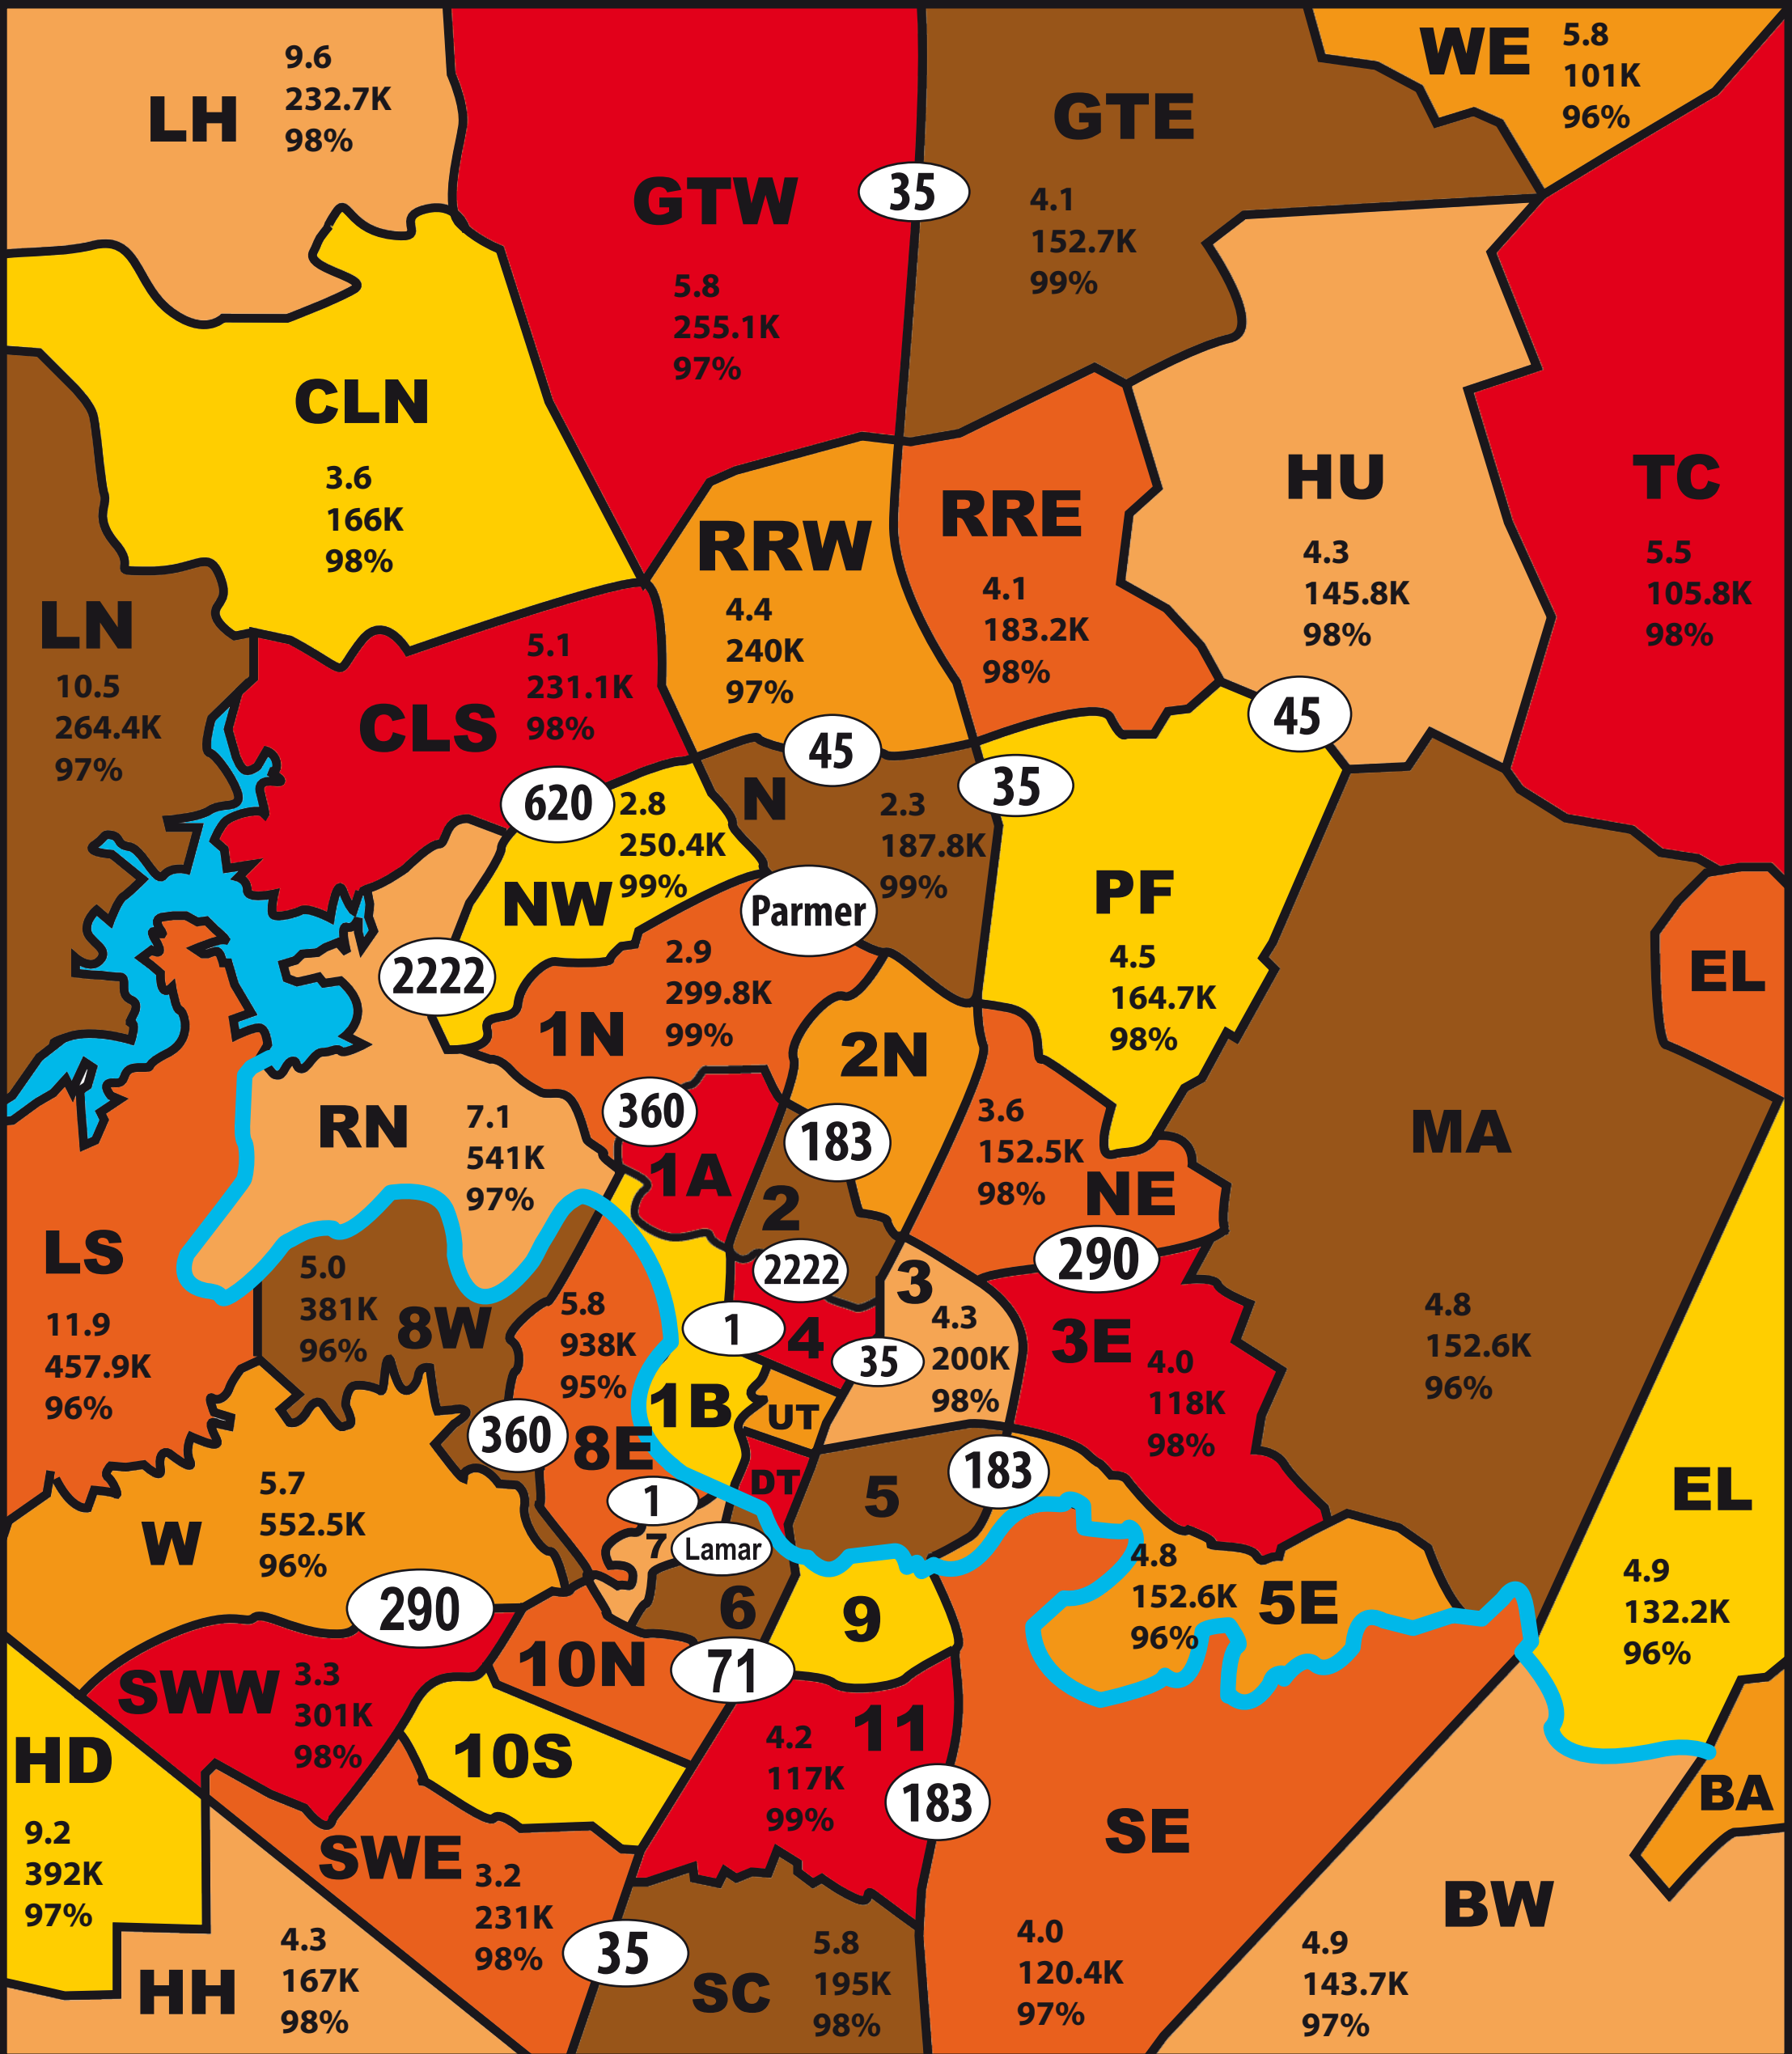 WE
5.8
101K
96%
LH
9.6
232.7K
98%
GTE
4.1
152.7K
99%
GTW
5.8
255.1K
97%
35
CLN
3.6
166K
98%
RRW
4.4
240K
97%
RRE
4.1
183.2K
98%
HU
4.3
145.8K
98%
TC
5.5
105.8K
98%
LN
10.5
264.4K
97%
CLS
5.1
231.1K
98%
45
45
35
620
NW
2.8
250.4K
99%
N
2.3
187.8K
99%
Parmer
PF
4.5
164.7K
98%
EL
2222
1N
2.9
299.8K
99%
2N
360
183
RN
7.1
541K
97%
1A
2
NE
3.6
152.5K
98%
MA
4.8
152.6K
96%
LS
11.9
457.9K
96%
8W
5.0
381K
96%
2222
290
3
4.3
200K
98%
1
4
35
3E
4.0
118K
98%
8E
5.8
938K
95%
1B
UT
360
DT
5
183
EL
4.9
132.2K
96%
W
5.7
552.5K
96%
1
7
Lamar
6
9
5E
4.8
152.6K
96%
290
10N
71
SWW
3.3
301K
98%
10S
11
4.2
117K
99%
183
HD
9.2
392K
97%
BA
SWE
3.2
231K
98%
SE
4.0
120.4K
97%
BW
4.9
143.7K
97%
HH
4.3
167K
98%
35
SC
5.8
195K
98%